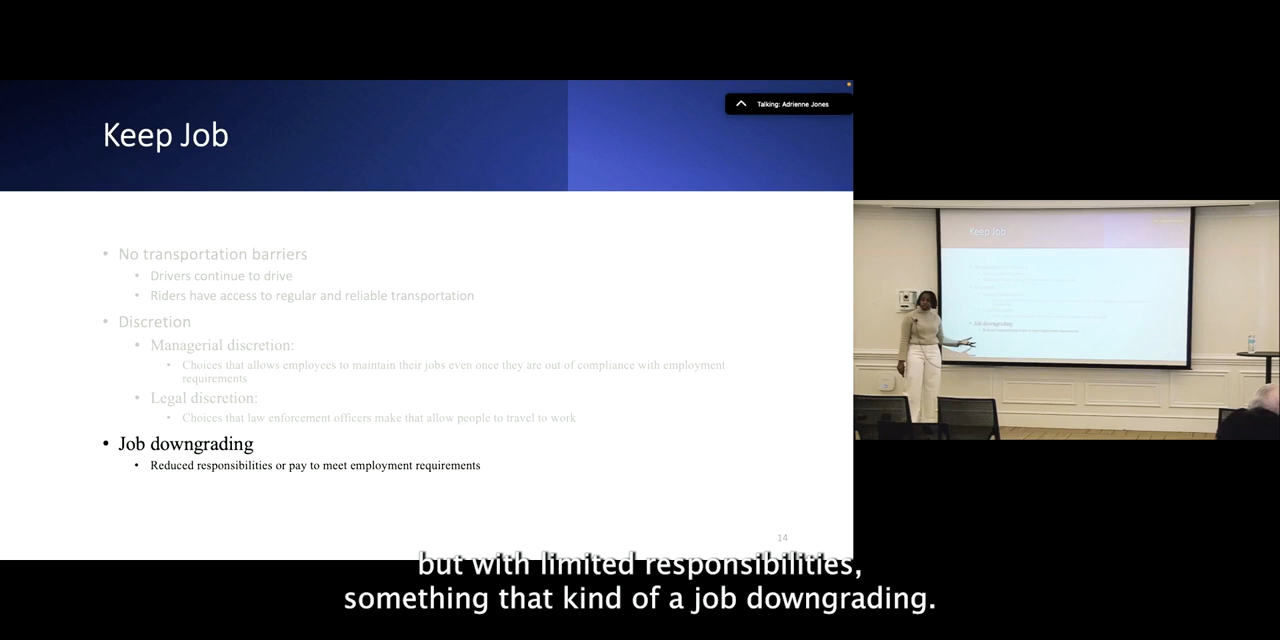 Talking: Adrienne Jones
Keep Job
• No transportation barriers
• Drivers continue to drive
• Riders have access to regular and reliable transportation
• Discretion
• Managerial discretion:
• Choices that allows employees to maintain their jobs even once they are out of compliance with employment
requirements
• Legal discretion:
• Choices that law enforcement officers make that allow people to travel to work
• Job downgrading
• Reduced responsibilities or pay to meet employment requirements
14
Keep Job
Job downgrading
but with limited responsibilities,
something that kind of a job downgrading.